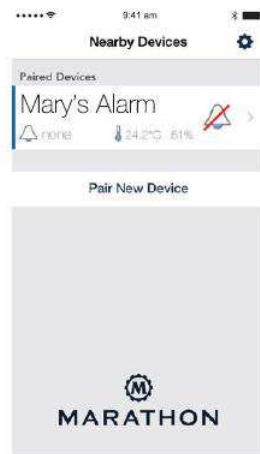 9:41 am
Nearby Devices
Paired Devices
Mary's Alarm
none 24.2°C 61%
Pair New Device
MARATHON